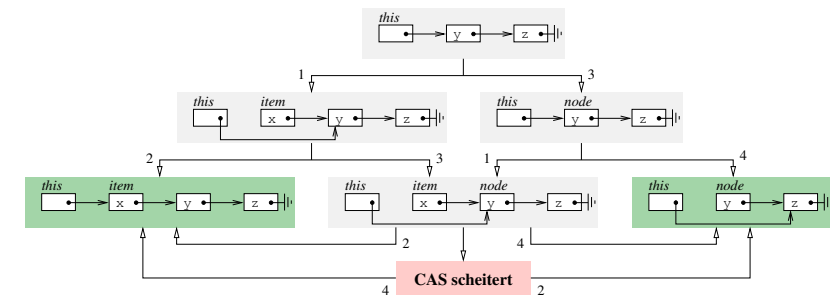 this
y z
1 3
this item
x y z
this node
y z
2 3 1 4
this item
x y z
this item node
x y z
this node
y z
2 4
CAS scheitert
4 2